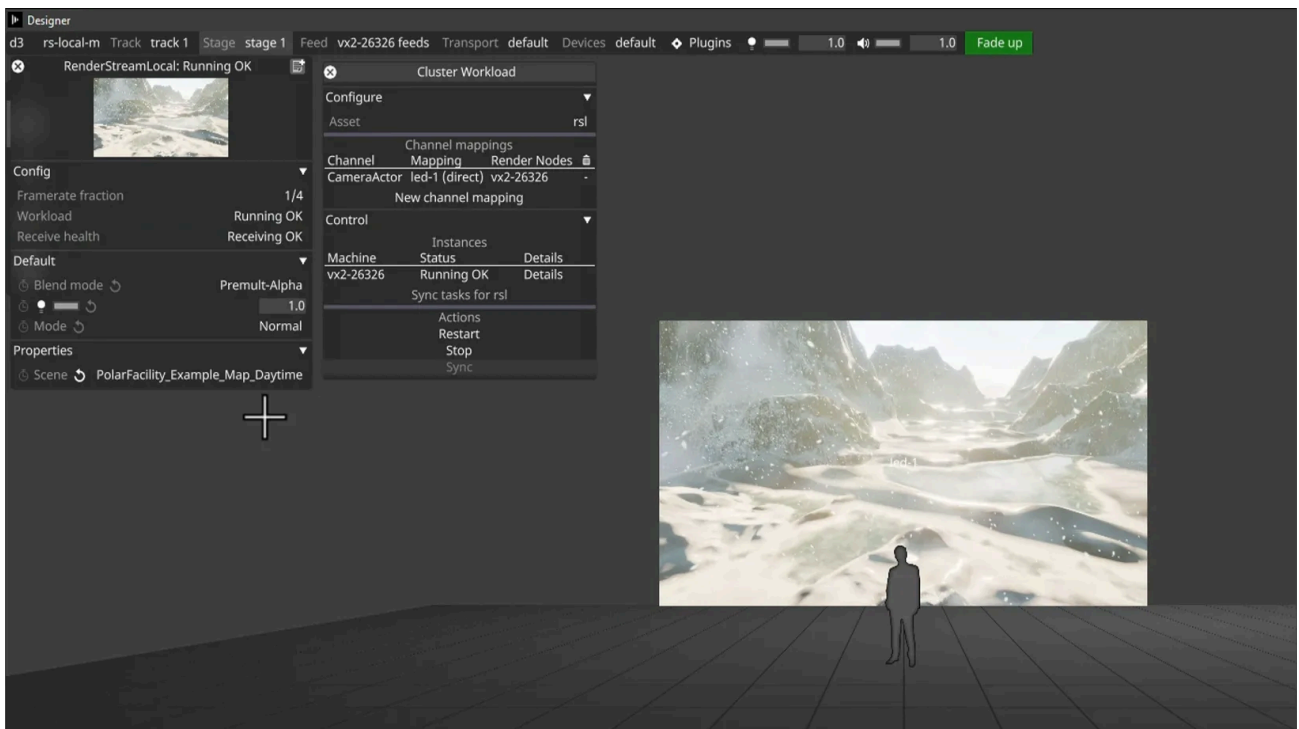 Designer
d3 rs-local-m Track track 1 Stage stage 1 Feed vx2-26326 feeds Transport default Devices default Plugins 1.0 1.0 Fade up
RenderStreamLocal: Running OK
Config
Framerate fraction 1/4
Workload Running OK
Receive health Receiving OK
Default
Blend mode Premult-Alpha
1.0
Mode Normal
Properties
Scene PolarFacility_Example_Map_Daytime
Cluster Workload
Configure
Asset rsl
Channel mappings
Channel Mapping Render Nodes
CameraActor led-1 (direct) vx2-26326 -
New channel mapping
Control
Instances
Machine Status Details
vx2-26326 Running OK Details
Sync tasks for rsl
Actions
Restart
Stop
Sync
led-1